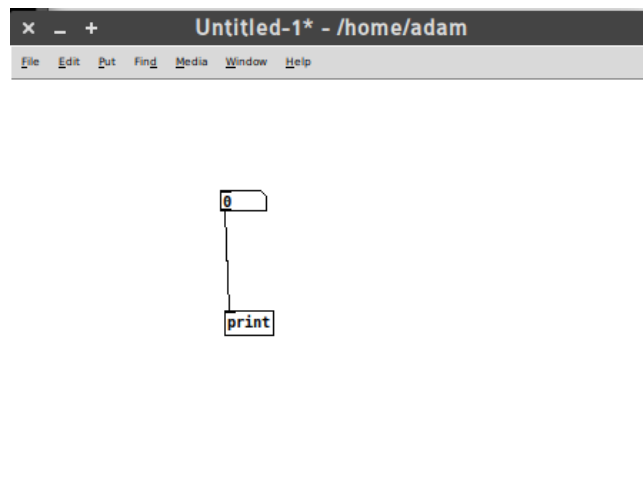 Untitled-1* - /home/adam
File Edit Put Find Media Window Help
0
print